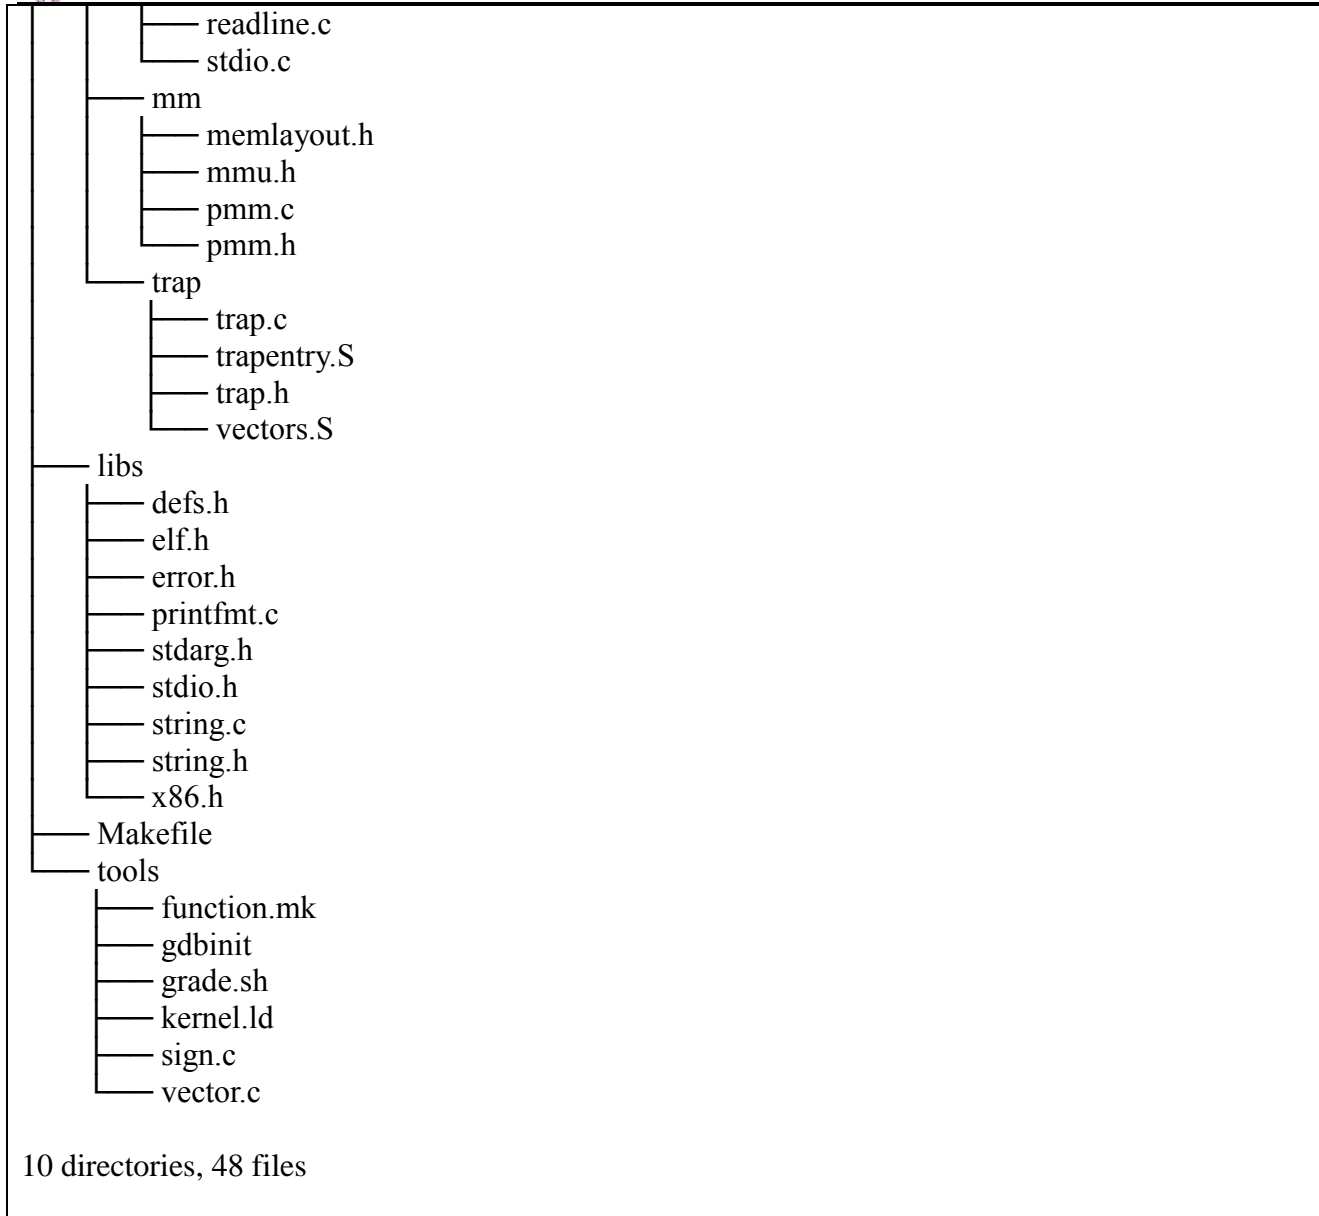 readline.c
stdio.c
mm
memlayout.h
mmu.h
pmm.c
pmm.h
trap
trap.c
trapentry.S
trap.h
vectors.S
libs
defs.h
elf.h
error.h
printfmt.c
stdarg.h
stdio.h
string.c
string.h
x86.h
Makefile
tools
function.mk
gdbinit
grade.sh
kernel.ld
sign.c
vector.c
10 directories, 48 files